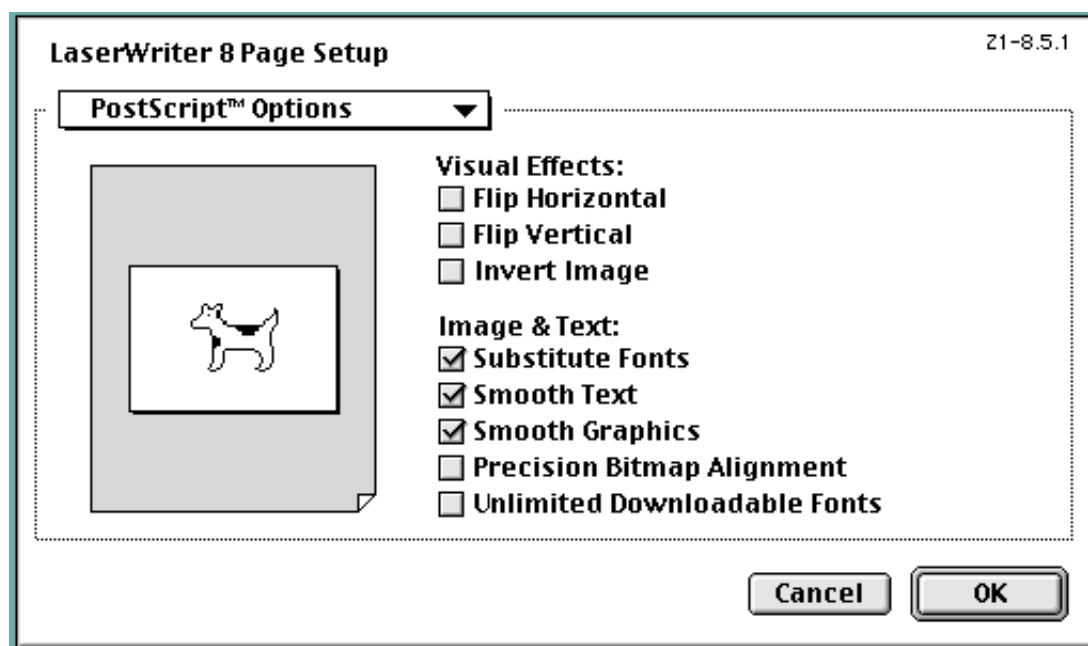 LaserWriter 8 Page Setup
Z1-8.5.1
PostScript™ Options
Visual Effects:
Flip Horizontal
Flip Vertical
Invert Image
Image & Text:
Substitute Fonts
Smooth Text
Smooth Graphics
Precision Bitmap Alignment
Unlimited Downloadable Fonts
Cancel
OK